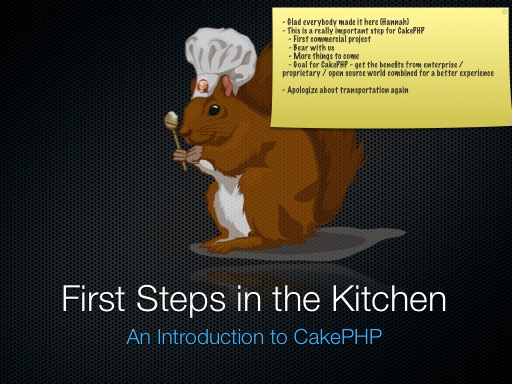 - Glad everybody made it here (Hannah)
- This is a really important step for CakePHP
- First commercial project
- Bear with us
- More things to come
- Goal for CakePHP - get the benefits from enterprise /
proprietary / open source world combined for a better experience
- Apologize about transportation again
First Steps in the Kitchen
An Introduction to CakePHP